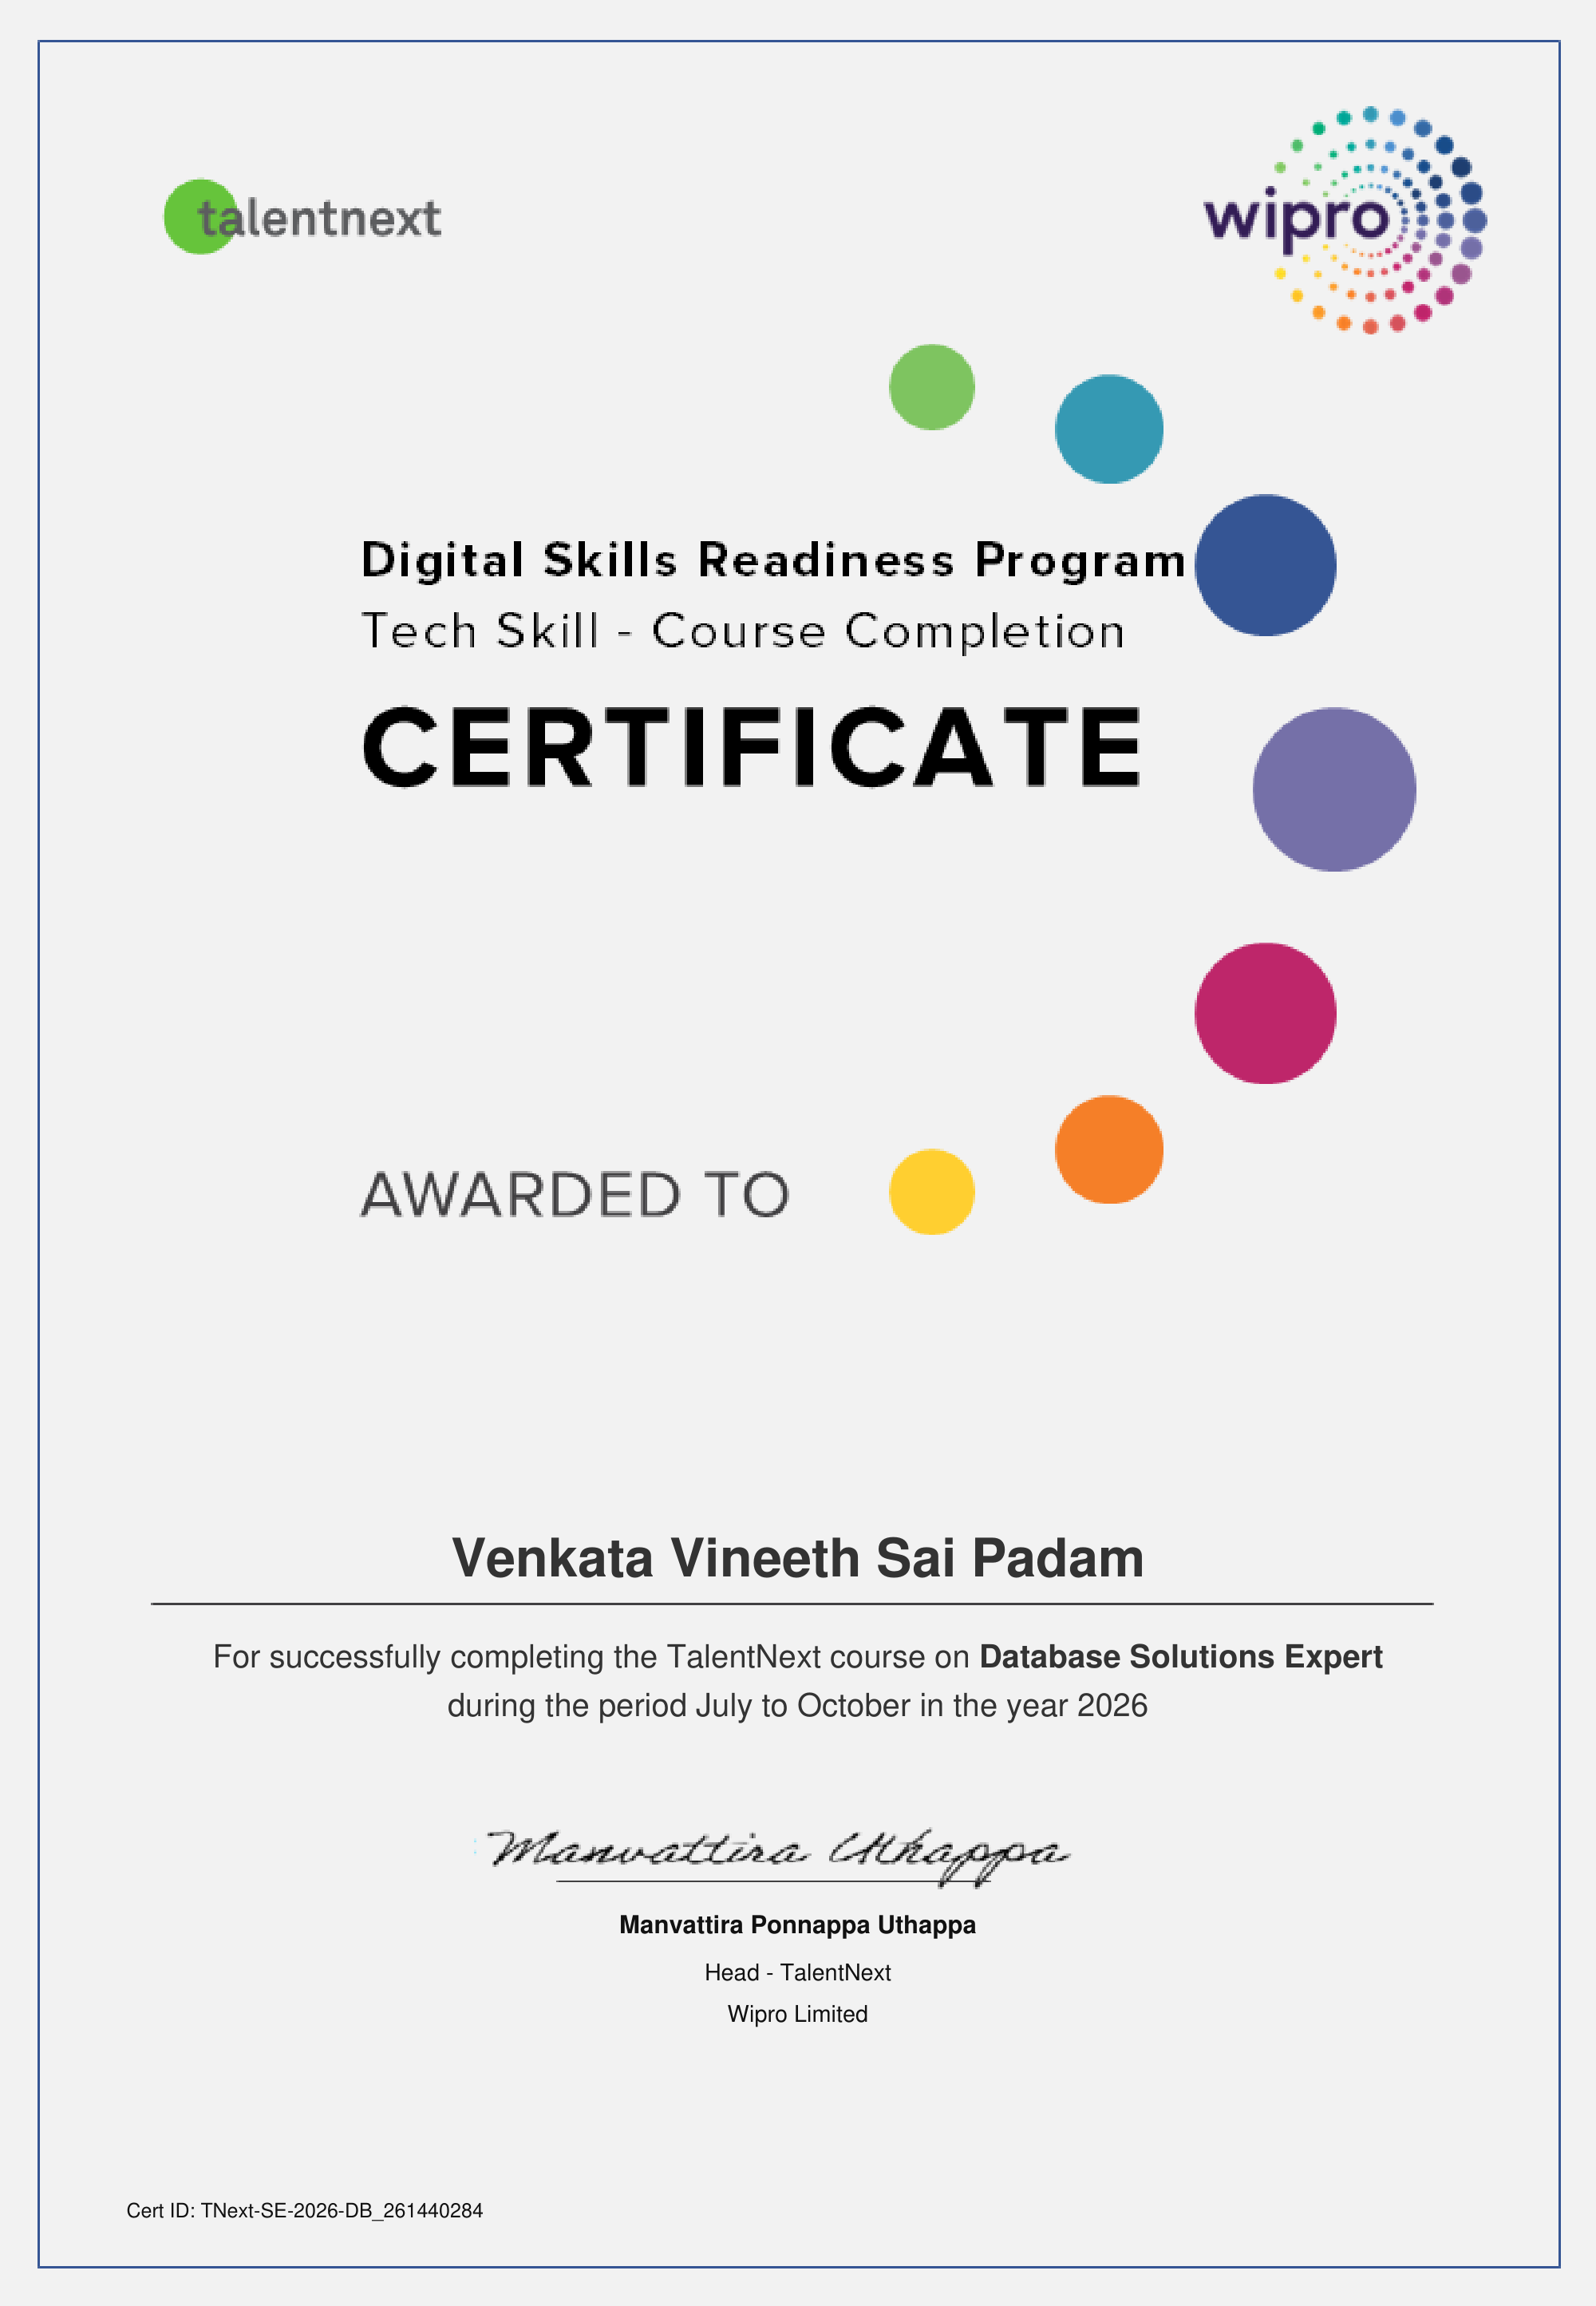 talentnext
wipro
Digital Skills Readiness Program
Tech Skill - Course Completion
CERTIFICATE
AWARDED TO
Venkata Vineeth Sai Padam
For successfully completing the TalentNext course on Database Solutions Expert
during the period July to October in the year 2026
Manvattira Uthappa
Manvattira Ponnappa Uthappa
Head - TalentNext
Wipro Limited
Cert ID: TNext-SE-2026-DB_261440284